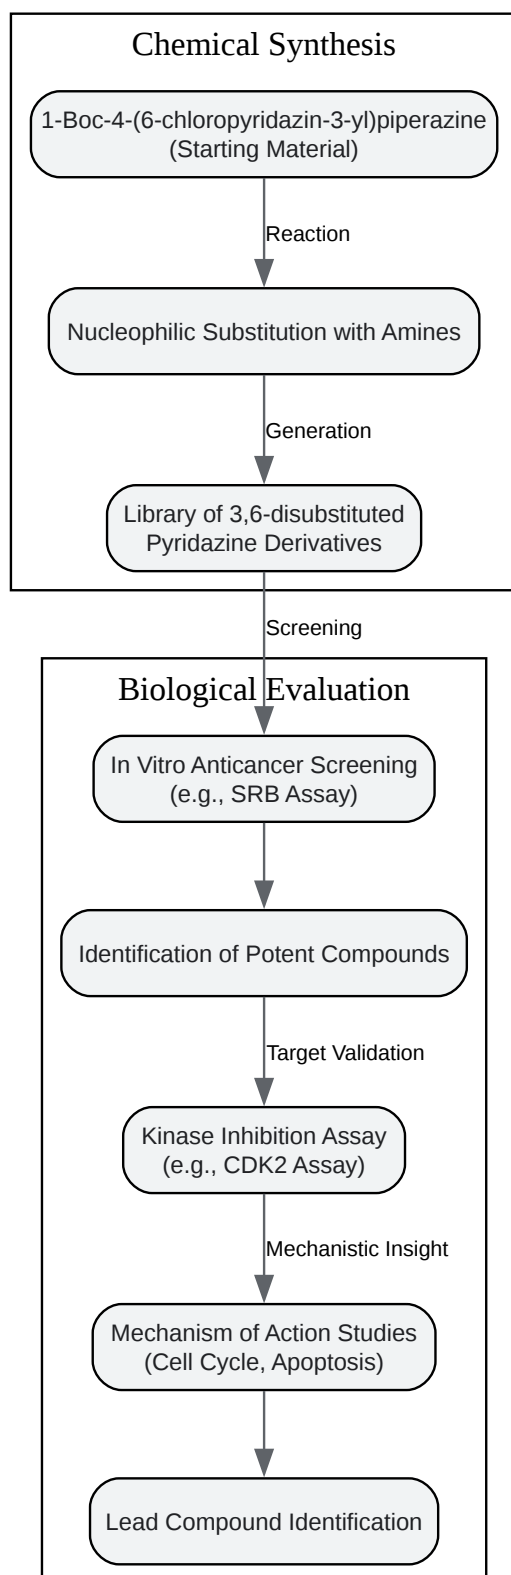 Chemical Synthesis
1-Boc-4-(6-chloropyridazin-3-yl)piperazine
(Starting Material)
Reaction
Nucleophilic Substitution with Amines
Generation
Library of 3,6-disubstituted
Pyridazine Derivatives
Screening
Biological Evaluation
In Vitro Anticancer Screening
(e.g., SRB Assay)
Identification of Potent Compounds
Target Validation
Kinase Inhibition Assay
(e.g., CDK2 Assay)
Mechanistic Insight
Mechanism of Action Studies
(Cell Cycle, Apoptosis)
Lead Compound Identification